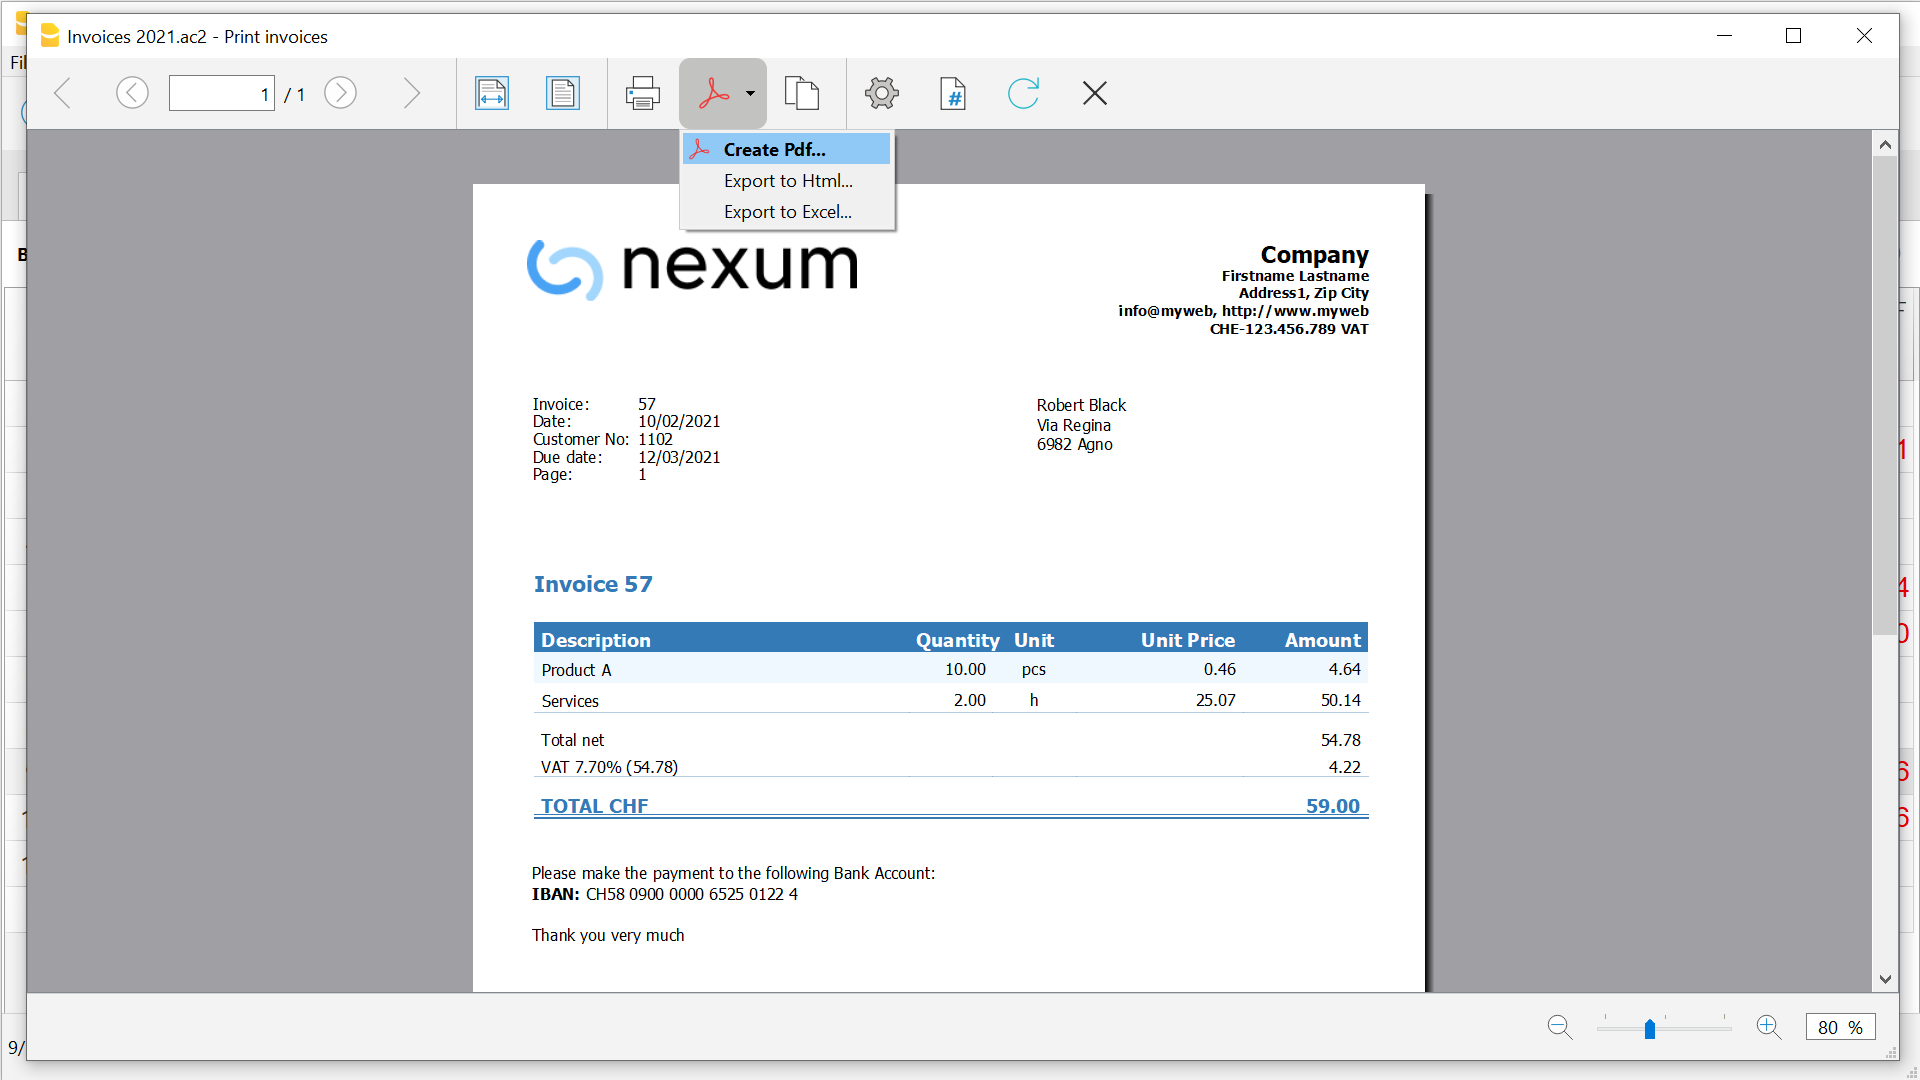 Invoices 2021.ac2 - Print invoices
Fil
1 / 1
#
Create Pdf...
Export to Html...
Export to Excel...
B
nexum
Company
Firstname Lastname
Address1, Zip City
info@myweb, http://www.myweb
CHE-123.456.789 VAT
Invoice: 57
Date: 10/02/2021
Customer No: 1102
Due date: 12/03/2021
Page: 1
Robert Black
Via Regina
6982 Agno
Invoice 57
Description Quantity Unit Unit Price Amount
Product A 10.00 pcs 0.46 4.64
Services 2.00 h 25.07 50.14
Total net 54.78
VAT 7.70% (54.78) 4.22
TOTAL CHF 59.00
Please make the payment to the following Bank Account:
IBAN: CH58 0900 0000 6525 0122 4
Thank you very much
80 %
9/